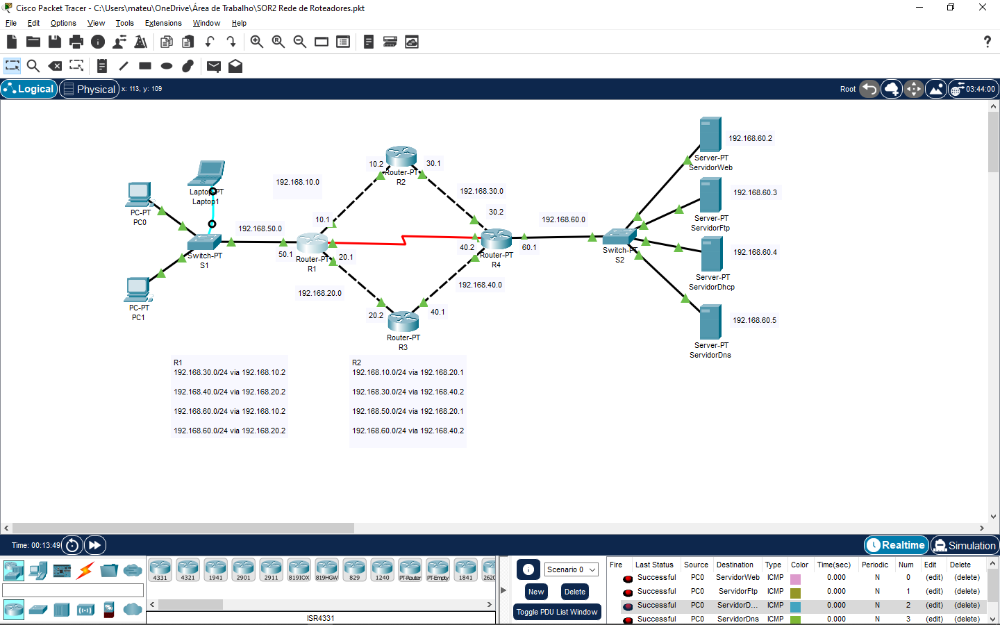 Cisco Packet Tracer - C:\Users\mateu\OneDrive\Área de Trabalho\SOR2 Rede de Roteadores.pkt
File Edit Options View Tools Extensions Window Help
?
Logical Physical x: 113, y: 109 Root 03:44:00
192.168.60.2
Server-PT
ServidorWeb
10.2 Router-PT 30.1
R2
192.168.10.0
192.168.30.0
192.168.60.3
Laptop-PT
Laptop1
PC-PT
PC0
30.2
10.1
192.168.60.0
Server-PT
ServidorFtp
192.168.50.0
Switch-PT
S1
50.1
Router-PT
R1
20.1
40.2
Router-PT
R4
60.1
Switch-PT
S2
192.168.60.4
Server-PT
ServidorDhcp
192.168.20.0
192.168.40.0
PC-PT
PC1
20.2
40.1
192.168.60.5
Router-PT
R3
Server-PT
ServidorDns
R1
192.168.30.0/24 via 192.168.10.2
192.168.40.0/24 via 192.168.20.2
192.168.60.0/24 via 192.168.10.2
192.168.60.0/24 via 192.168.20.2
R2
192.168.10.0/24 via 192.168.20.1
192.168.30.0/24 via 192.168.40.2
192.168.50.0/24 via 192.168.20.1
192.168.60.0/24 via 192.168.40.2
Time: 00:13:49
Realtime Simulation
4331 4321 1941 2901 2911 819IOX 819HGW 829 1240 PT-Router PT-Empty 1841 2620
ISR4331
Scenario 0
New Delete
Toggle PDU List Window
Fire Last Status Source Destination Type Color Time(sec) Periodic Num Edit Delete
Successful PC0 ServidorWeb ICMP 0.000 N 0 (edit) (delete)
Successful PC0 ServidorFtp ICMP 0.000 N 1 (edit) (delete)
Successful PC0 ServidorD... ICMP 0.000 N 2 (edit) (delete)
Successful PC0 ServidorDns ICMP 0.000 N 3 (edit) (delete)